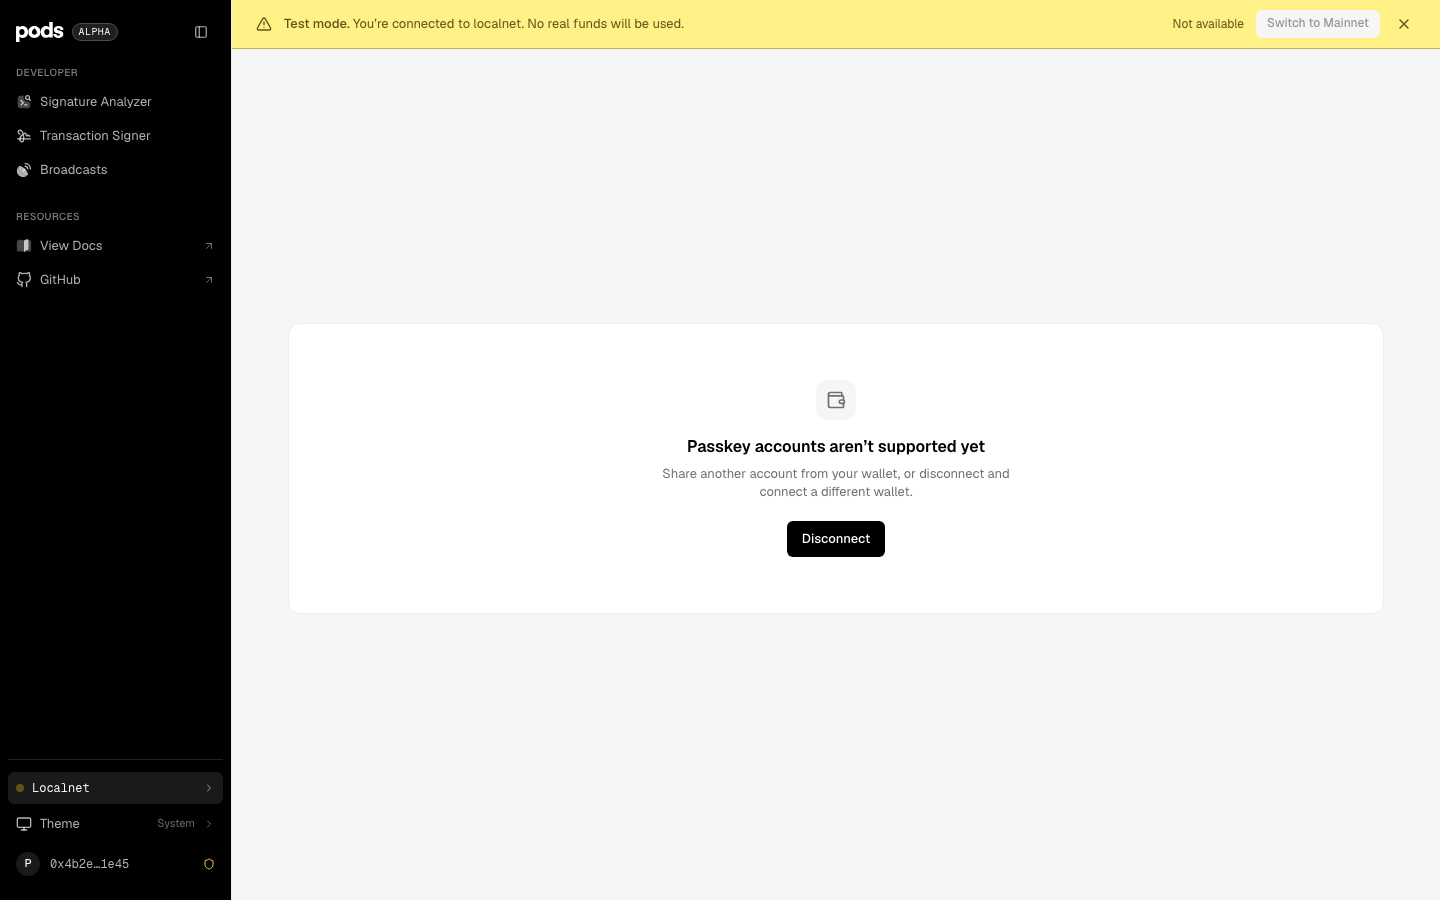 pods ALPHA
DEVELOPER
Signature Analyzer
Transaction Signer
Broadcasts
RESOURCES
View Docs
GitHub
Localnet
Theme System
P 0x4b2e…1e45
Test mode. You’re connected to localnet. No real funds will be used.
Not available Switch to Mainnet
Passkey accounts aren’t supported yet
Share another account from your wallet, or disconnect and
connect a different wallet.
Disconnect